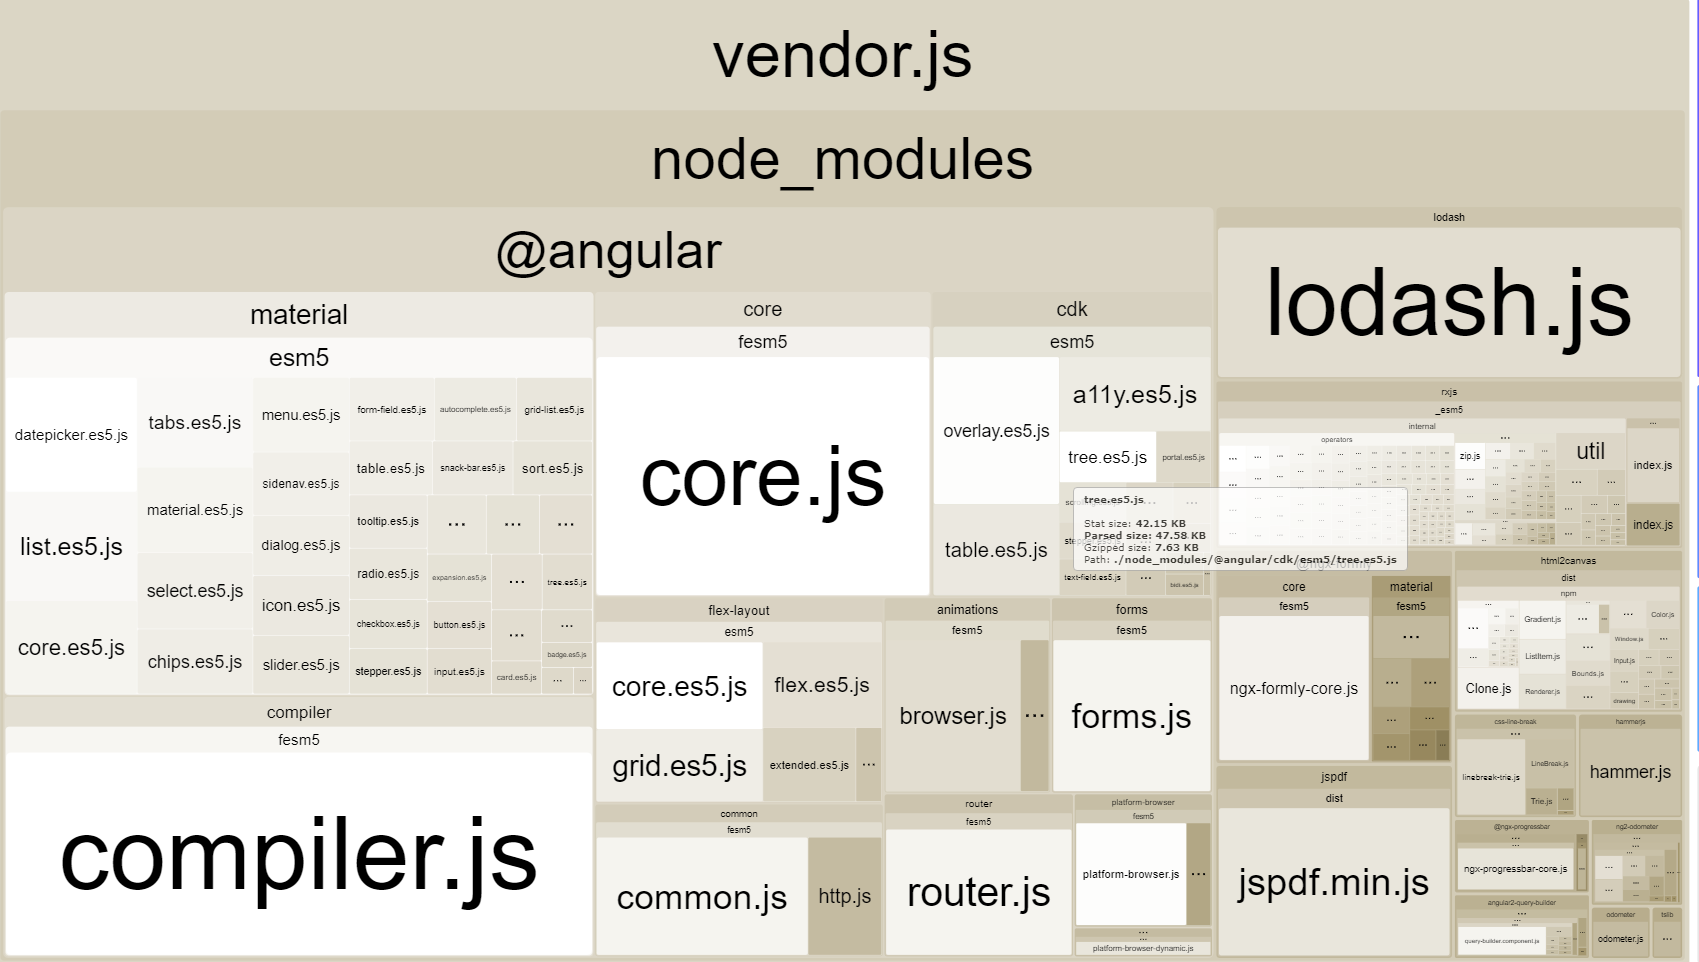 vendor.js
node_modules
@angular
material
esm5
datepicker.es5.js
list.es5.js
core.es5.js
tabs.es5.js
material.es5.js
select.es5.js
chips.es5.js
menu.es5.js
sidenav.es5.js
dialog.es5.js
icon.es5.js
slider.es5.js
form-field.es5.js
autocomplete.es5.js
grid-list.es5.js
table.es5.js
snack-bar.es5.js
sort.es5.js
tooltip.es5.js
...
...
...
radio.es5.js
expansion.es5.js
...
tree.es5.js
checkbox.es5.js
button.es5.js
...
...
badge.es5.js
stepper.es5.js
input.es5.js
card.es5.js
...
...
compiler
fesm5
compiler.js
core
fesm5
core.js
cdk
esm5
overlay.es5.js
table.es5.js
a11y.es5.js
tree.es5.js
portal.es5.js
tree.es5.js
Stat size: 42.15 KB
Parsed size: 47.58 KB
Gzipped size: 7.63 KB
Path: ./node_modules/@angular/cdk/esm5/tree.es5.js
text-field.es5.js
...
bidi.es5.js
flex-layout
esm5
core.es5.js
flex.es5.js
grid.es5.js
extended.es5.js
...
common
fesm5
common.js
http.js
animations
fesm5
browser.js
...
forms
fesm5
forms.js
router
fesm5
router.js
platform-browser
fesm5
platform-browser.js
...
...
...
platform-browser-dynamic.js
lodash
lodash.js
rxjs
_esm5
internal
operators
...
zip.js
util
...
index.js
index.js
@ngx-formly
core
fesm5
ngx-formly-core.js
material
fesm5
...
...
...
jspdf
dist
jspdf.min.js
html2canvas
dist
npm
...
Gradient.js
...
...
Color.js
Window.js
ListItem.js
Input.js
Clone.js
Renderer.js
Bounds.js
drawing
css-line-break
...
linebreak-trie.js
LineBreak.js
Trie.js
...
hammerjs
hammer.js
@ngx-progressbar
...
...
ngx-progressbar-core.js
ng2-odometer
...
...
angular2-query-builder
...
...
query-builder.component.js
odometer
odometer.js
tslib
...